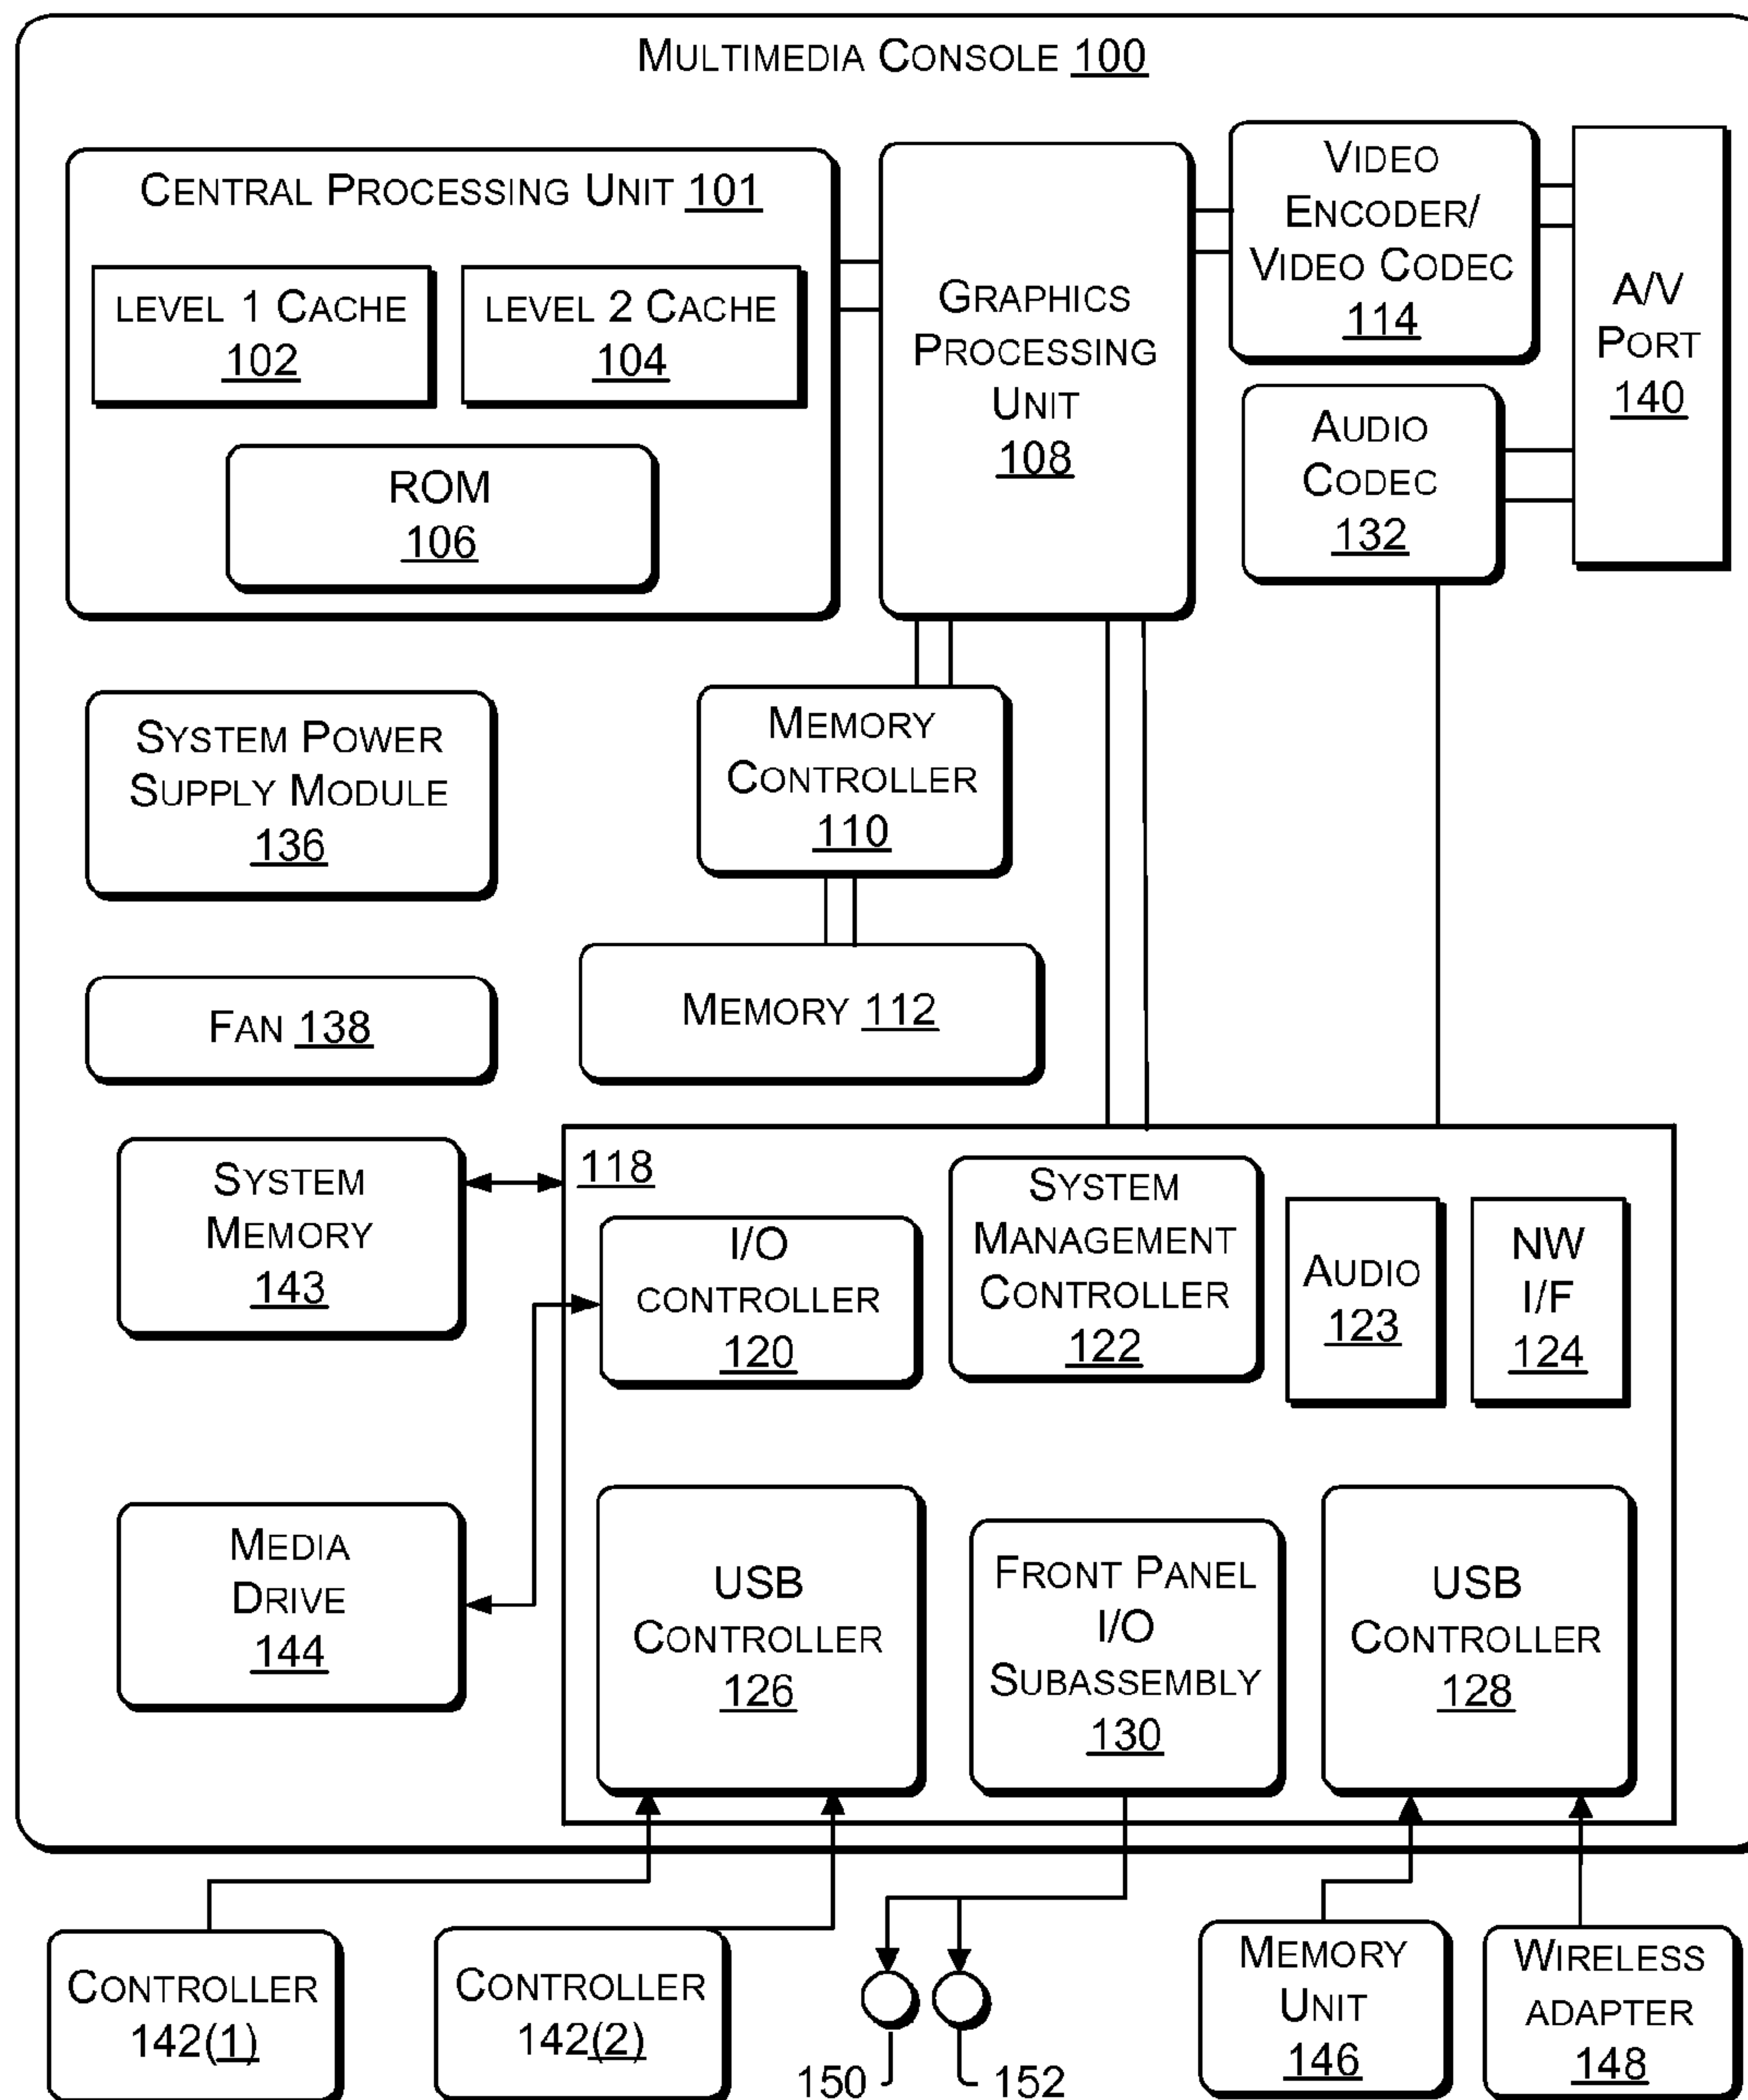 MULTIMEDIA CONSOLE 100
CENTRAL PROCESSING UNIT 101
LEVEL 1 CACHE
102
LEVEL 2 CACHE
104
ROM
106
GRAPHICS
PROCESSING
UNIT
108
VIDEO
ENCODER/
VIDEO CODEC
114
AUDIO
CODEC
132
A/V
PORT
140
SYSTEM POWER
SUPPLY MODULE
136
MEMORY
CONTROLLER
110
FAN 138
MEMORY 112
SYSTEM
MEMORY
143
118
I/O
CONTROLLER
120
SYSTEM
MANAGEMENT
CONTROLLER
122
AUDIO
123
NW
I/F
124
MEDIA
DRIVE
144
USB
CONTROLLER
126
FRONT PANEL
I/O
SUBASSEMBLY
130
USB
CONTROLLER
128
CONTROLLER
142(1)
CONTROLLER
142(2)
150
152
MEMORY
UNIT
146
WIRELESS
ADAPTER
148